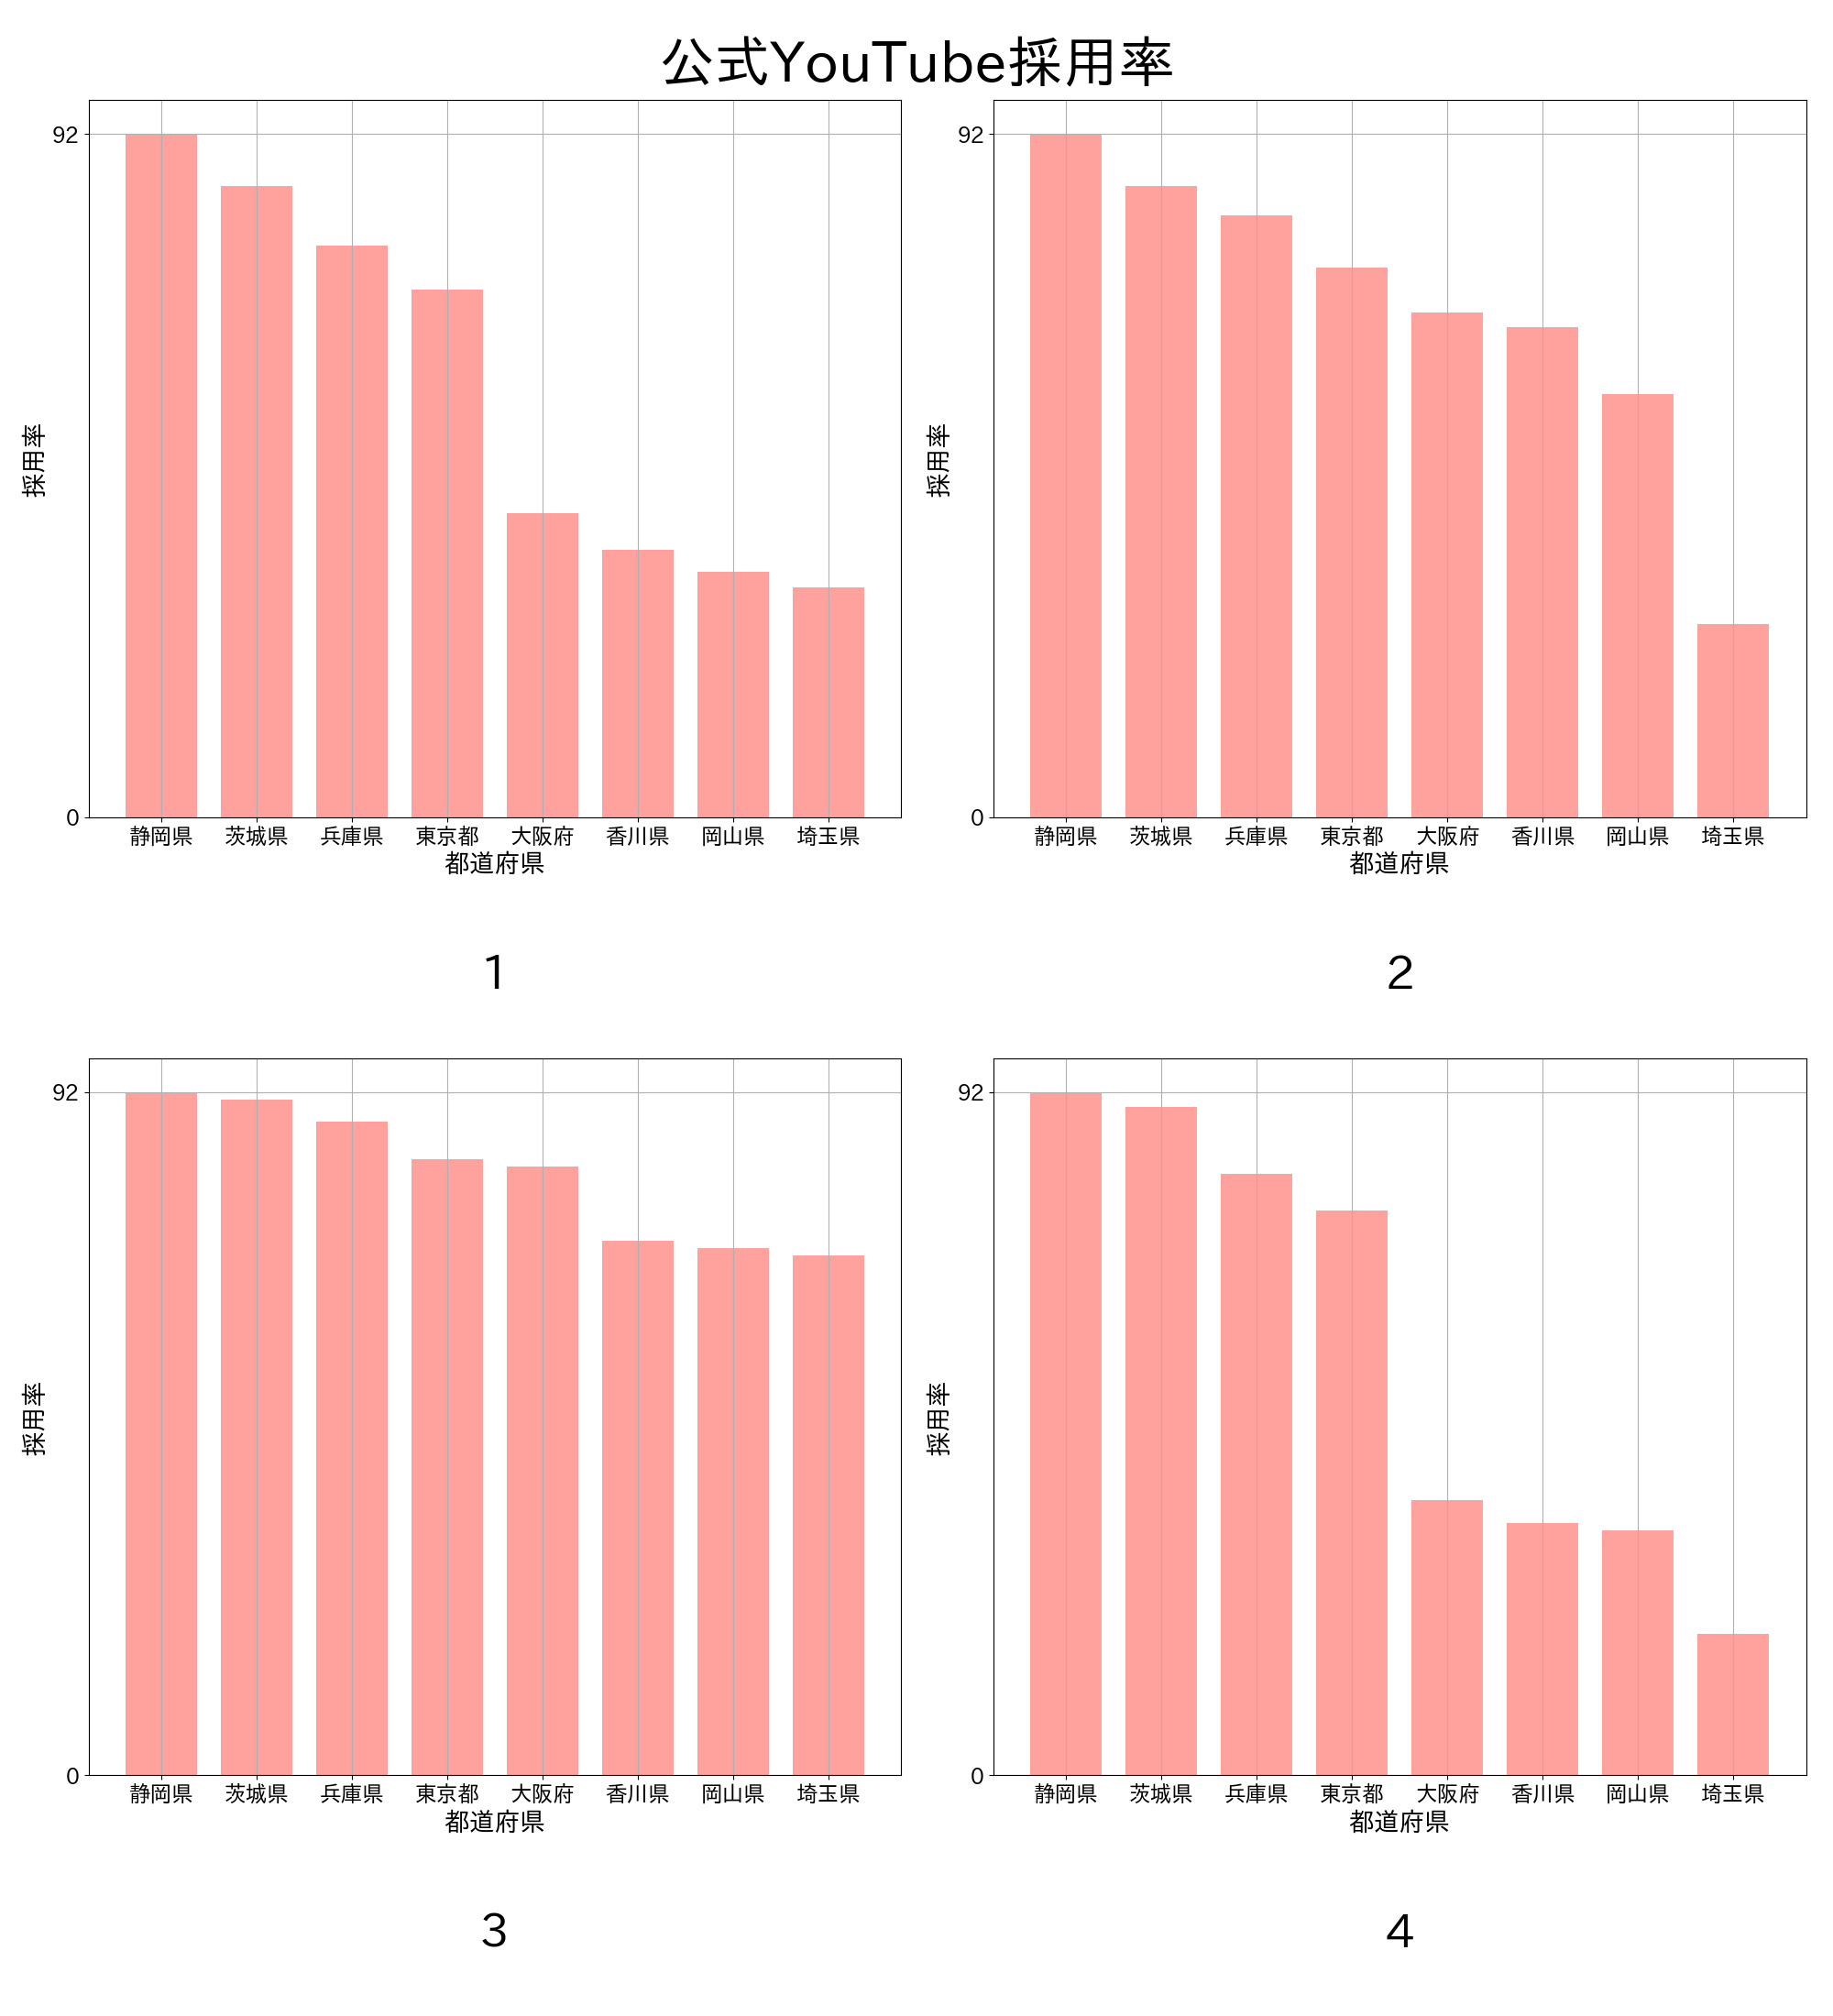 公式YouTube採用率
92
0
採用率
静岡県 茨城県 兵庫県 東京都 大阪府 香川県 岡山県 埼玉県
都道府県
1
92
0
採用率
静岡県 茨城県 兵庫県 東京都 大阪府 香川県 岡山県 埼玉県
都道府県
2
92
0
採用率
静岡県 茨城県 兵庫県 東京都 大阪府 香川県 岡山県 埼玉県
都道府県
3
92
0
採用率
静岡県 茨城県 兵庫県 東京都 大阪府 香川県 岡山県 埼玉県
都道府県
4